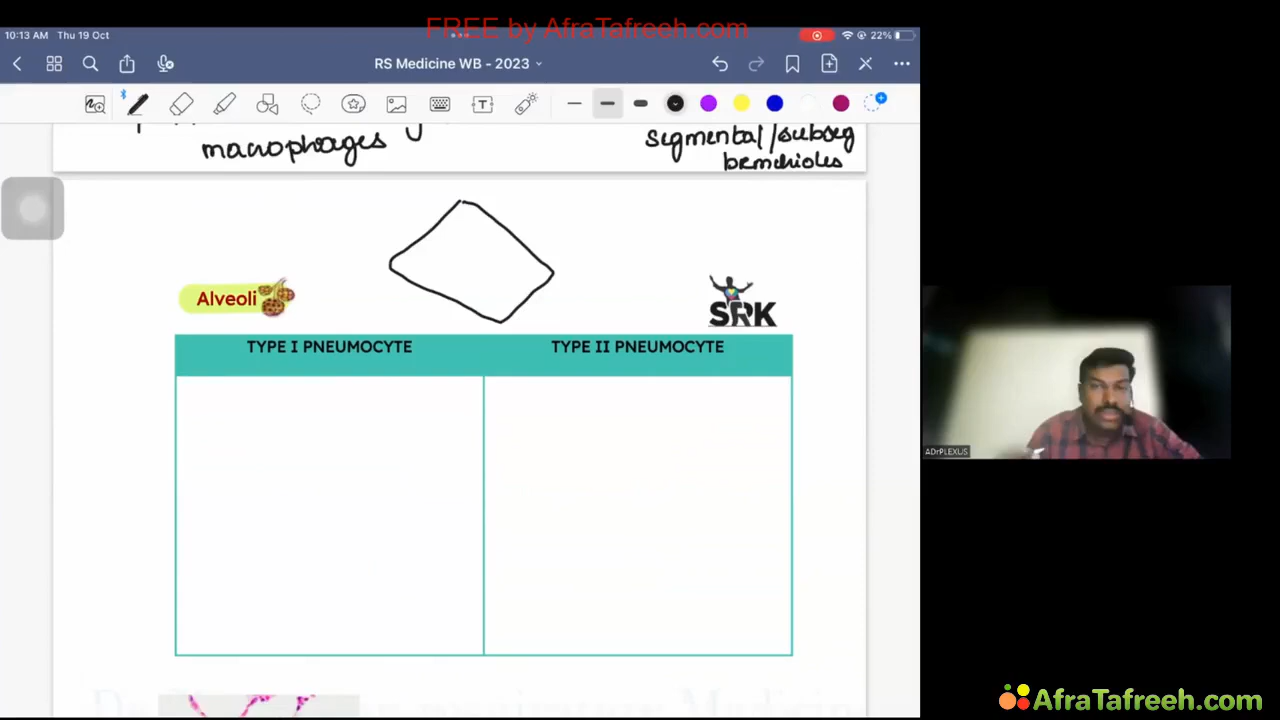 FREE by AfraTafreeh.com
10:13 AM Thu 19 Oct
22%
RS Medicine WB - 2023
macrophages
segmental/subseg
bronchioles
Alveoli
SRK
TYPE I PNEUMOCYTE
TYPE II PNEUMOCYTE
ADrPLEXUS
AfraTafreeh.com